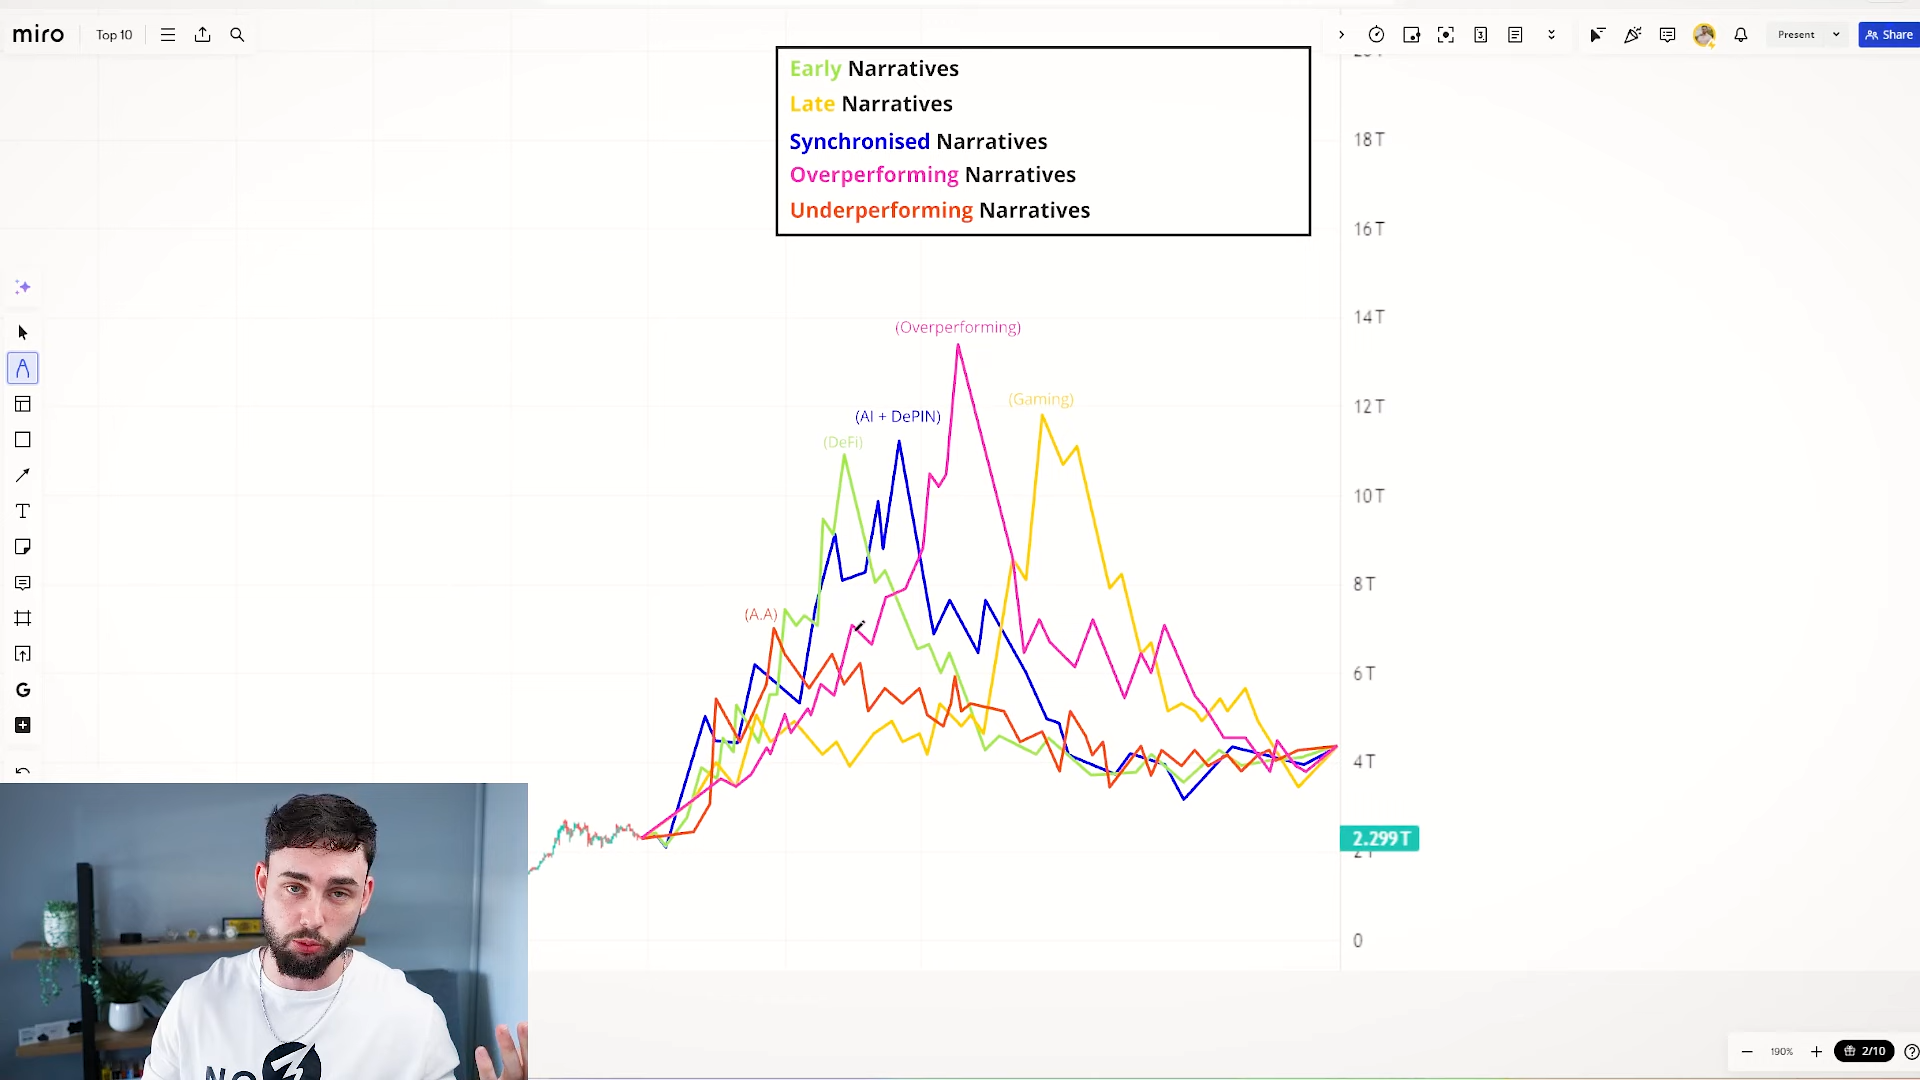 miro
Top 10
Present
Share
Early Narratives
Late Narratives
Synchronised Narratives
Overperforming Narratives
Underperforming Narratives
18T
16T
14T
12T
10T
8T
6T
4T
2.299T
0
(Overperforming)
(Gaming)
(AI + DePIN)
(DeFi)
(A.A)
NO
190%
2/10